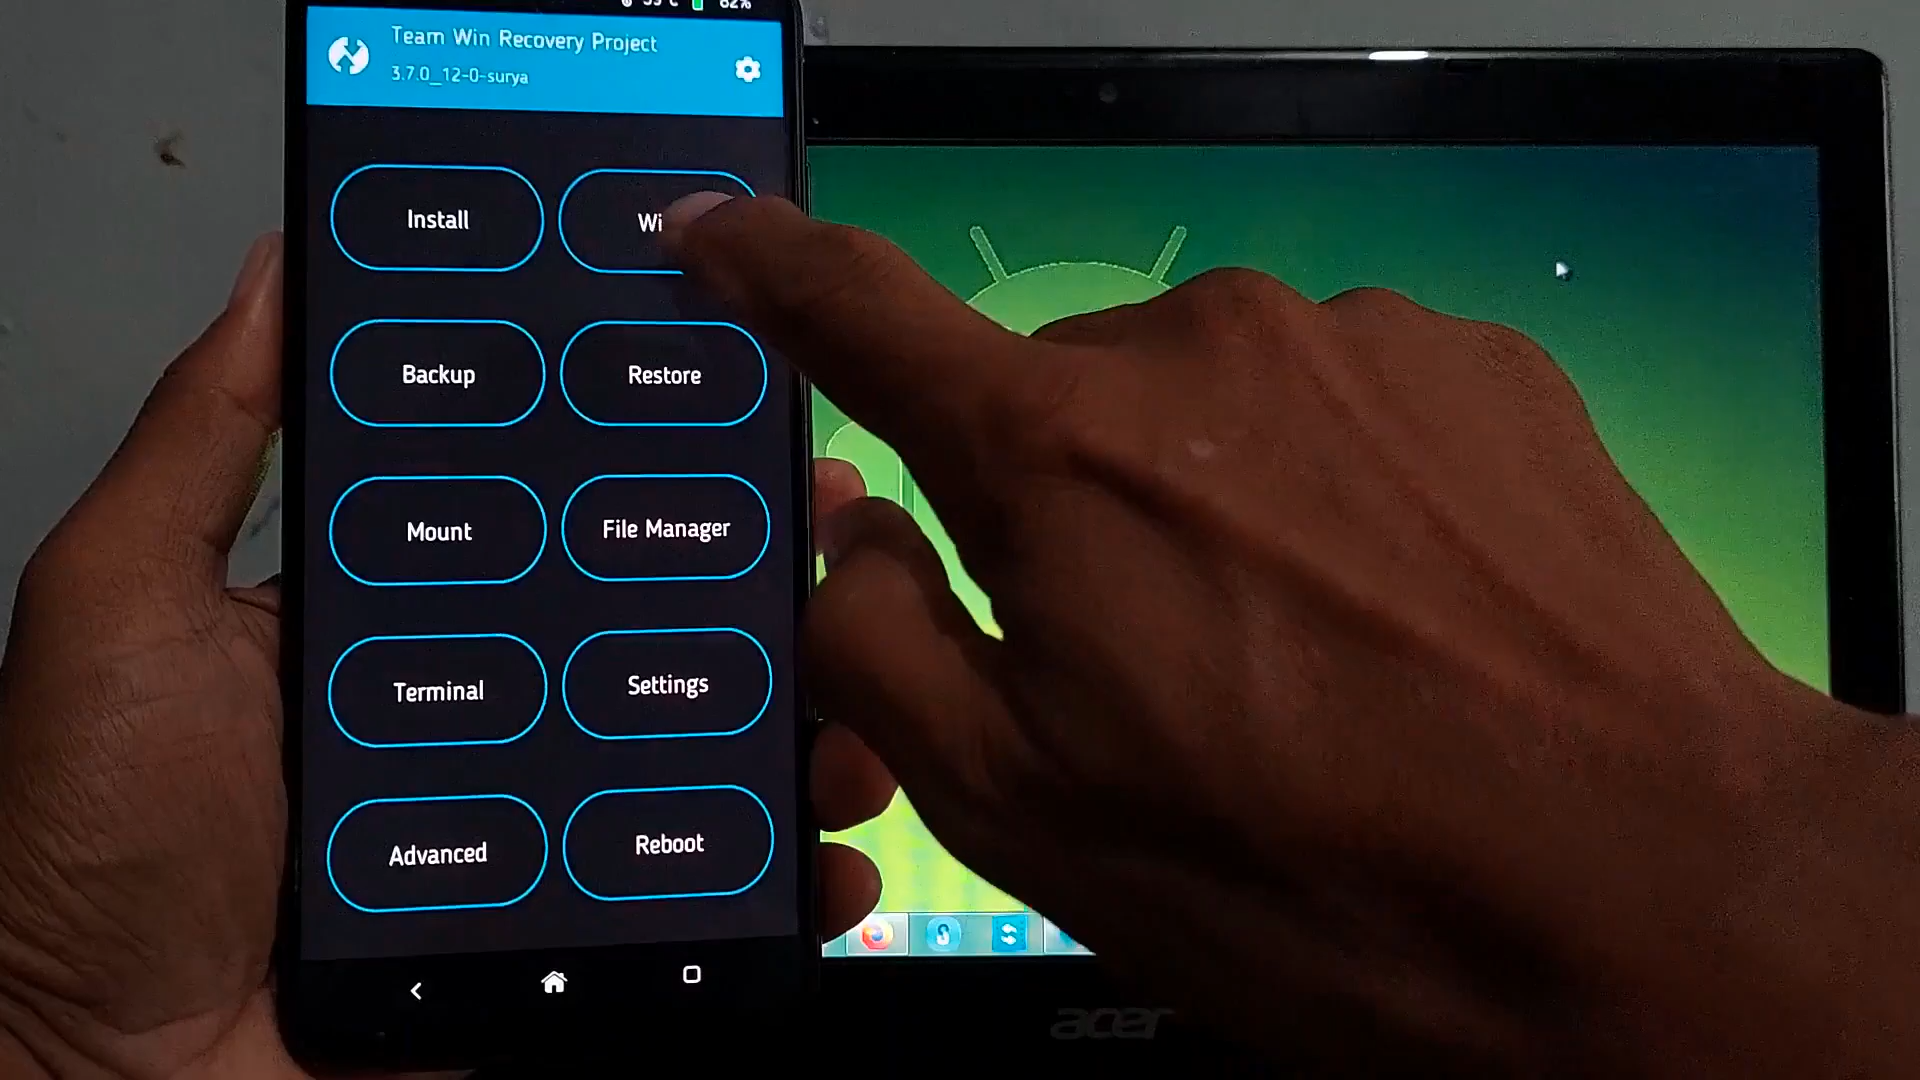 Team Win Recovery Project
3.7.0_12-0-surya
Install
Wi
Backup
Restore
Mount
File Manager
Terminal
Settings
Advanced
Reboot
acer